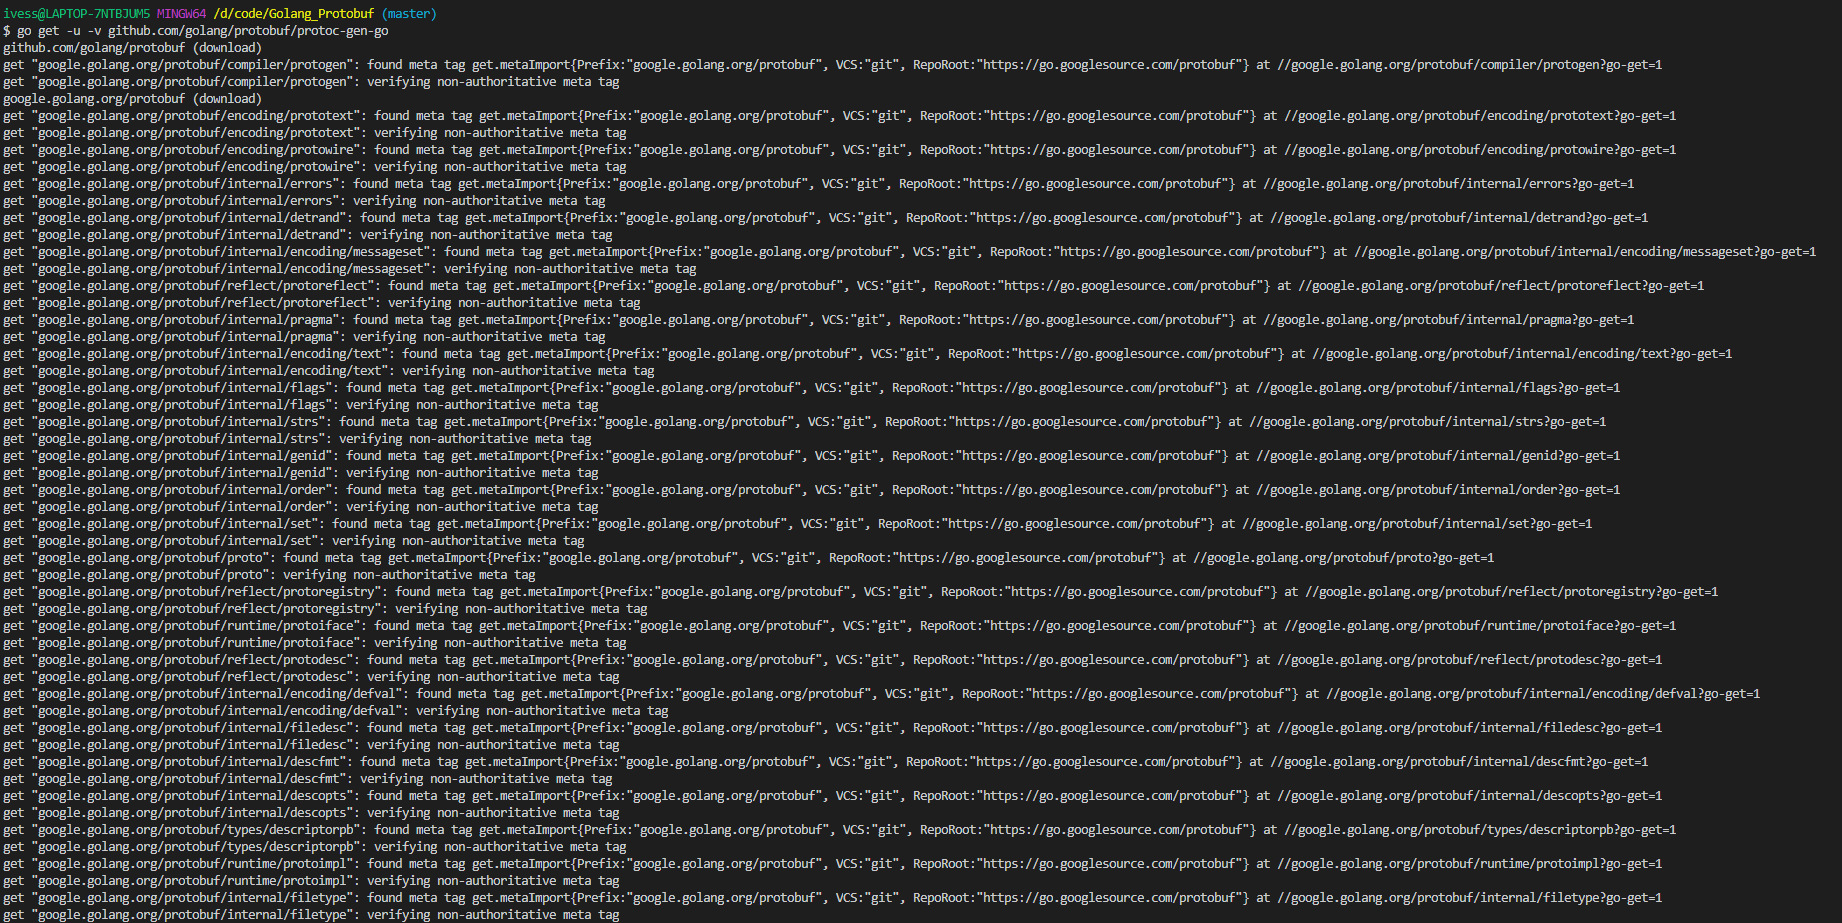 ivess@LAPTOP-7NTBJUM5 MINGW64 /d/code/Golang_Protobuf (master)
$ go get -u -v github.com/golang/protobuf/protoc-gen-go
github.com/golang/protobuf (download)
get "google.golang.org/protobuf/compiler/protogen": found meta tag get.metaImport{Prefix:"google.golang.org/protobuf", VCS:"git", RepoRoot:"https://go.googlesource.com/protobuf"} at //google.golang.org/protobuf/compiler/protogen?go-get=1
get "google.golang.org/protobuf/compiler/protogen": verifying non-authoritative meta tag
google.golang.org/protobuf (download)
get "google.golang.org/protobuf/encoding/prototext": found meta tag get.metaImport{Prefix:"google.golang.org/protobuf", VCS:"git", RepoRoot:"https://go.googlesource.com/protobuf"} at //google.golang.org/protobuf/encoding/prototext?go-get=1
get "google.golang.org/protobuf/encoding/prototext": verifying non-authoritative meta tag
get "google.golang.org/protobuf/encoding/protowire": found meta tag get.metaImport{Prefix:"google.golang.org/protobuf", VCS:"git", RepoRoot:"https://go.googlesource.com/protobuf"} at //google.golang.org/protobuf/encoding/protowire?go-get=1
get "google.golang.org/protobuf/encoding/protowire": verifying non-authoritative meta tag
get "google.golang.org/protobuf/internal/errors": found meta tag get.metaImport{Prefix:"google.golang.org/protobuf", VCS:"git", RepoRoot:"https://go.googlesource.com/protobuf"} at //google.golang.org/protobuf/internal/errors?go-get=1
get "google.golang.org/protobuf/internal/errors": verifying non-authoritative meta tag
get "google.golang.org/protobuf/internal/detrand": found meta tag get.metaImport{Prefix:"google.golang.org/protobuf", VCS:"git", RepoRoot:"https://go.googlesource.com/protobuf"} at //google.golang.org/protobuf/internal/detrand?go-get=1
get "google.golang.org/protobuf/internal/detrand": verifying non-authoritative meta tag
get "google.golang.org/protobuf/internal/encoding/messageset": found meta tag get.metaImport{Prefix:"google.golang.org/protobuf", VCS:"git", RepoRoot:"https://go.googlesource.com/protobuf"} at //google.golang.org/protobuf/internal/encoding/messageset?go-get=1
get "google.golang.org/protobuf/internal/encoding/messageset": verifying non-authoritative meta tag
get "google.golang.org/protobuf/reflect/protoreflect": found meta tag get.metaImport{Prefix:"google.golang.org/protobuf", VCS:"git", RepoRoot:"https://go.googlesource.com/protobuf"} at //google.golang.org/protobuf/reflect/protoreflect?go-get=1
get "google.golang.org/protobuf/reflect/protoreflect": verifying non-authoritative meta tag
get "google.golang.org/protobuf/internal/pragma": found meta tag get.metaImport{Prefix:"google.golang.org/protobuf", VCS:"git", RepoRoot:"https://go.googlesource.com/protobuf"} at //google.golang.org/protobuf/internal/pragma?go-get=1
get "google.golang.org/protobuf/internal/pragma": verifying non-authoritative meta tag
get "google.golang.org/protobuf/internal/encoding/text": found meta tag get.metaImport{Prefix:"google.golang.org/protobuf", VCS:"git", RepoRoot:"https://go.googlesource.com/protobuf"} at //google.golang.org/protobuf/internal/encoding/text?go-get=1
get "google.golang.org/protobuf/internal/encoding/text": verifying non-authoritative meta tag
get "google.golang.org/protobuf/internal/flags": found meta tag get.metaImport{Prefix:"google.golang.org/protobuf", VCS:"git", RepoRoot:"https://go.googlesource.com/protobuf"} at //google.golang.org/protobuf/internal/flags?go-get=1
get "google.golang.org/protobuf/internal/flags": verifying non-authoritative meta tag
get "google.golang.org/protobuf/internal/strs": found meta tag get.metaImport{Prefix:"google.golang.org/protobuf", VCS:"git", RepoRoot:"https://go.googlesource.com/protobuf"} at //google.golang.org/protobuf/internal/strs?go-get=1
get "google.golang.org/protobuf/internal/strs": verifying non-authoritative meta tag
get "google.golang.org/protobuf/internal/genid": found meta tag get.metaImport{Prefix:"google.golang.org/protobuf", VCS:"git", RepoRoot:"https://go.googlesource.com/protobuf"} at //google.golang.org/protobuf/internal/genid?go-get=1
get "google.golang.org/protobuf/internal/genid": verifying non-authoritative meta tag
get "google.golang.org/protobuf/internal/order": found meta tag get.metaImport{Prefix:"google.golang.org/protobuf", VCS:"git", RepoRoot:"https://go.googlesource.com/protobuf"} at //google.golang.org/protobuf/internal/order?go-get=1
get "google.golang.org/protobuf/internal/order": verifying non-authoritative meta tag
get "google.golang.org/protobuf/internal/set": found meta tag get.metaImport{Prefix:"google.golang.org/protobuf", VCS:"git", RepoRoot:"https://go.googlesource.com/protobuf"} at //google.golang.org/protobuf/internal/set?go-get=1
get "google.golang.org/protobuf/internal/set": verifying non-authoritative meta tag
get "google.golang.org/protobuf/proto": found meta tag get.metaImport{Prefix:"google.golang.org/protobuf", VCS:"git", RepoRoot:"https://go.googlesource.com/protobuf"} at //google.golang.org/protobuf/proto?go-get=1
get "google.golang.org/protobuf/proto": verifying non-authoritative meta tag
get "google.golang.org/protobuf/reflect/protoregistry": found meta tag get.metaImport{Prefix:"google.golang.org/protobuf", VCS:"git", RepoRoot:"https://go.googlesource.com/protobuf"} at //google.golang.org/protobuf/reflect/protoregistry?go-get=1
get "google.golang.org/protobuf/reflect/protoregistry": verifying non-authoritative meta tag
get "google.golang.org/protobuf/runtime/protoiface": found meta tag get.metaImport{Prefix:"google.golang.org/protobuf", VCS:"git", RepoRoot:"https://go.googlesource.com/protobuf"} at //google.golang.org/protobuf/runtime/protoiface?go-get=1
get "google.golang.org/protobuf/runtime/protoiface": verifying non-authoritative meta tag
get "google.golang.org/protobuf/reflect/protodesc": found meta tag get.metaImport{Prefix:"google.golang.org/protobuf", VCS:"git", RepoRoot:"https://go.googlesource.com/protobuf"} at //google.golang.org/protobuf/reflect/protodesc?go-get=1
get "google.golang.org/protobuf/reflect/protodesc": verifying non-authoritative meta tag
get "google.golang.org/protobuf/internal/encoding/defval": found meta tag get.metaImport{Prefix:"google.golang.org/protobuf", VCS:"git", RepoRoot:"https://go.googlesource.com/protobuf"} at //google.golang.org/protobuf/internal/encoding/defval?go-get=1
get "google.golang.org/protobuf/internal/encoding/defval": verifying non-authoritative meta tag
get "google.golang.org/protobuf/internal/filedesc": found meta tag get.metaImport{Prefix:"google.golang.org/protobuf", VCS:"git", RepoRoot:"https://go.googlesource.com/protobuf"} at //google.golang.org/protobuf/internal/filedesc?go-get=1
get "google.golang.org/protobuf/internal/filedesc": verifying non-authoritative meta tag
get "google.golang.org/protobuf/internal/descfmt": found meta tag get.metaImport{Prefix:"google.golang.org/protobuf", VCS:"git", RepoRoot:"https://go.googlesource.com/protobuf"} at //google.golang.org/protobuf/internal/descfmt?go-get=1
get "google.golang.org/protobuf/internal/descfmt": verifying non-authoritative meta tag
get "google.golang.org/protobuf/internal/descopts": found meta tag get.metaImport{Prefix:"google.golang.org/protobuf", VCS:"git", RepoRoot:"https://go.googlesource.com/protobuf"} at //google.golang.org/protobuf/internal/descopts?go-get=1
get "google.golang.org/protobuf/internal/descopts": verifying non-authoritative meta tag
get "google.golang.org/protobuf/types/descriptorpb": found meta tag get.metaImport{Prefix:"google.golang.org/protobuf", VCS:"git", RepoRoot:"https://go.googlesource.com/protobuf"} at //google.golang.org/protobuf/types/descriptorpb?go-get=1
get "google.golang.org/protobuf/types/descriptorpb": verifying non-authoritative meta tag
get "google.golang.org/protobuf/runtime/protoimpl": found meta tag get.metaImport{Prefix:"google.golang.org/protobuf", VCS:"git", RepoRoot:"https://go.googlesource.com/protobuf"} at //google.golang.org/protobuf/runtime/protoimpl?go-get=1
get "google.golang.org/protobuf/runtime/protoimpl": verifying non-authoritative meta tag
get "google.golang.org/protobuf/internal/filetype": found meta tag get.metaImport{Prefix:"google.golang.org/protobuf", VCS:"git", RepoRoot:"https://go.googlesource.com/protobuf"} at //google.golang.org/protobuf/internal/filetype?go-get=1
get "google.golang.org/protobuf/internal/filetype": verifying non-authoritative meta tag